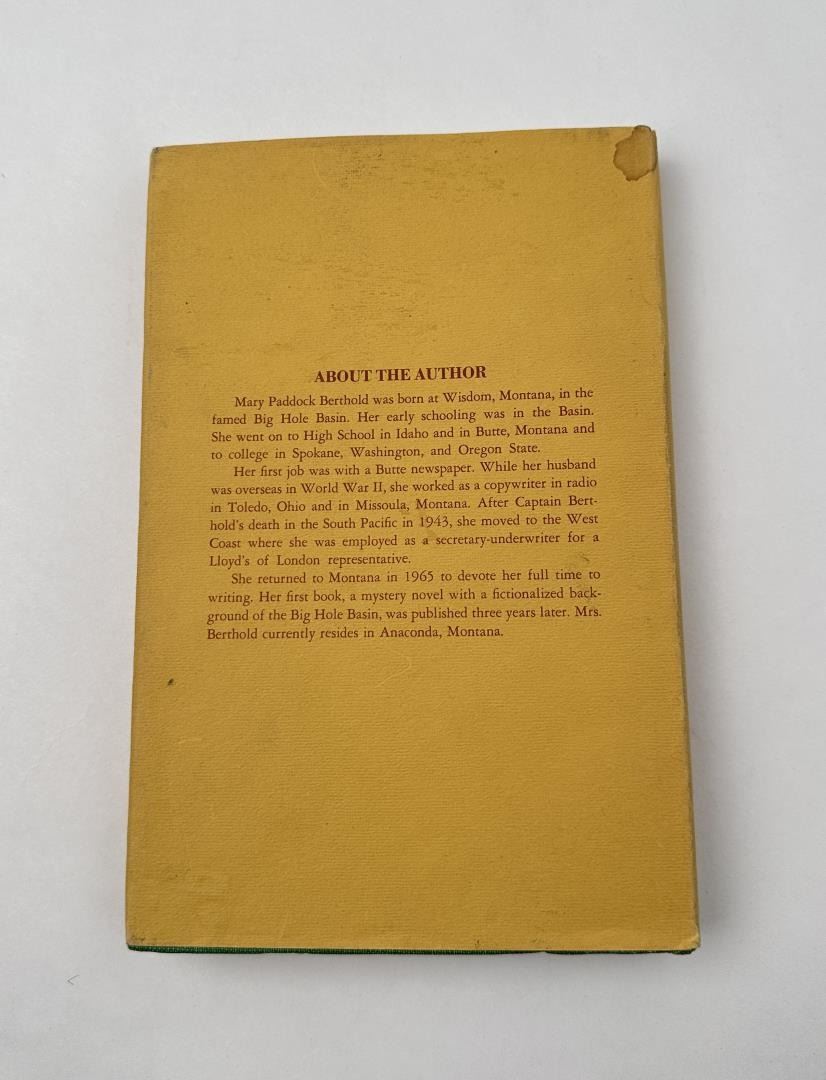 ABOUT THE AUTHOR
Mary Paddock Berthold was born at Wisdom, Montana, in the
famed Big Hole Basin. Her early schooling was in the Basin.
She went on to High School in Idaho and in Butte, Montana and
to college in Spokane, Washington, and Oregon State.
Her first job was with a Butte newspaper. While her husband
was overseas in World War II, she worked as a copywriter in radio
in Toledo, Ohio and in Missoula, Montana. After Captain Bert-
hold's death in the South Pacific in 1943, she moved to the West
Coast where she was employed as a secretary-underwriter for a
Lloyd's of London representative.
She returned to Montana in 1965 to devote her full time to
writing. Her first book, a mystery novel with a fictionalized back-
ground of the Big Hole Basin, was published three years later. Mrs.
Berthold currently resides in Anaconda, Montana.